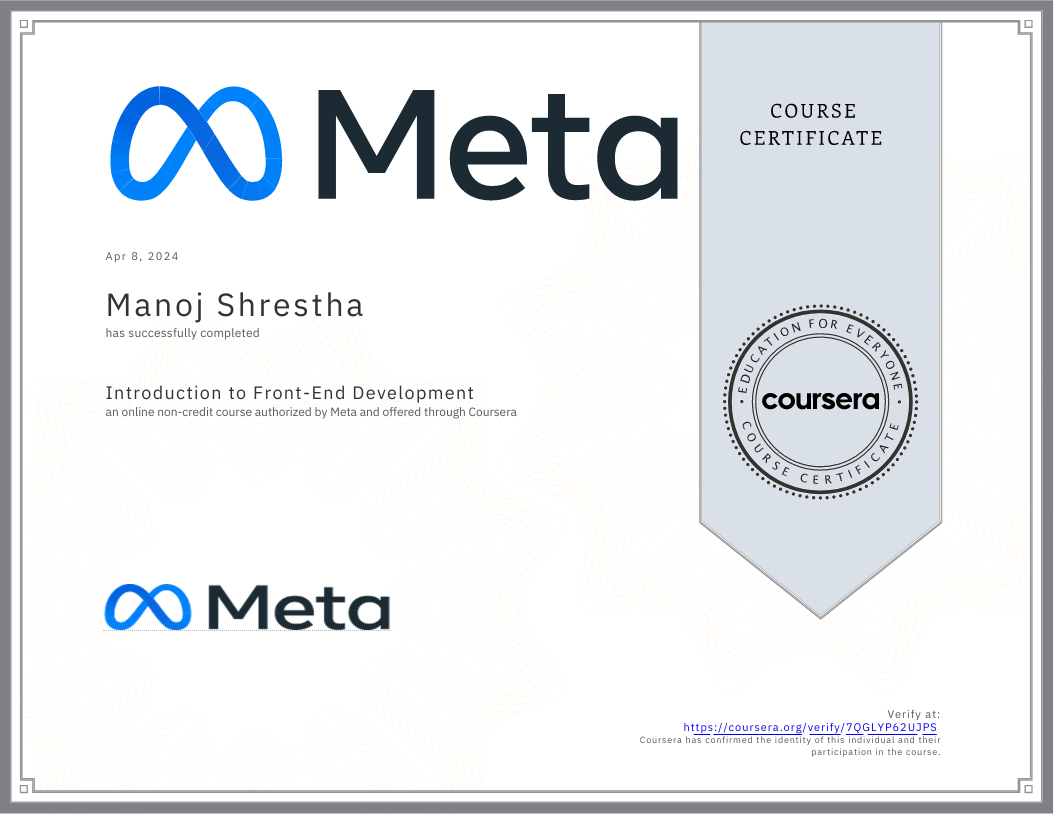 Meta
COURSE
CERTIFICATE
Apr 8, 2024
Manoj Shrestha
has successfully completed
Introduction to Front-End Development
an online non-credit course authorized by Meta and offered through Coursera
EDUCATION FOR EVERYONE
coursera
COURSE CERTIFICATE
Meta
Verify at:
https://coursera.org/verify/7QGLYP62UJPS
Coursera has confirmed the identity of this individual and their
participation in the course.